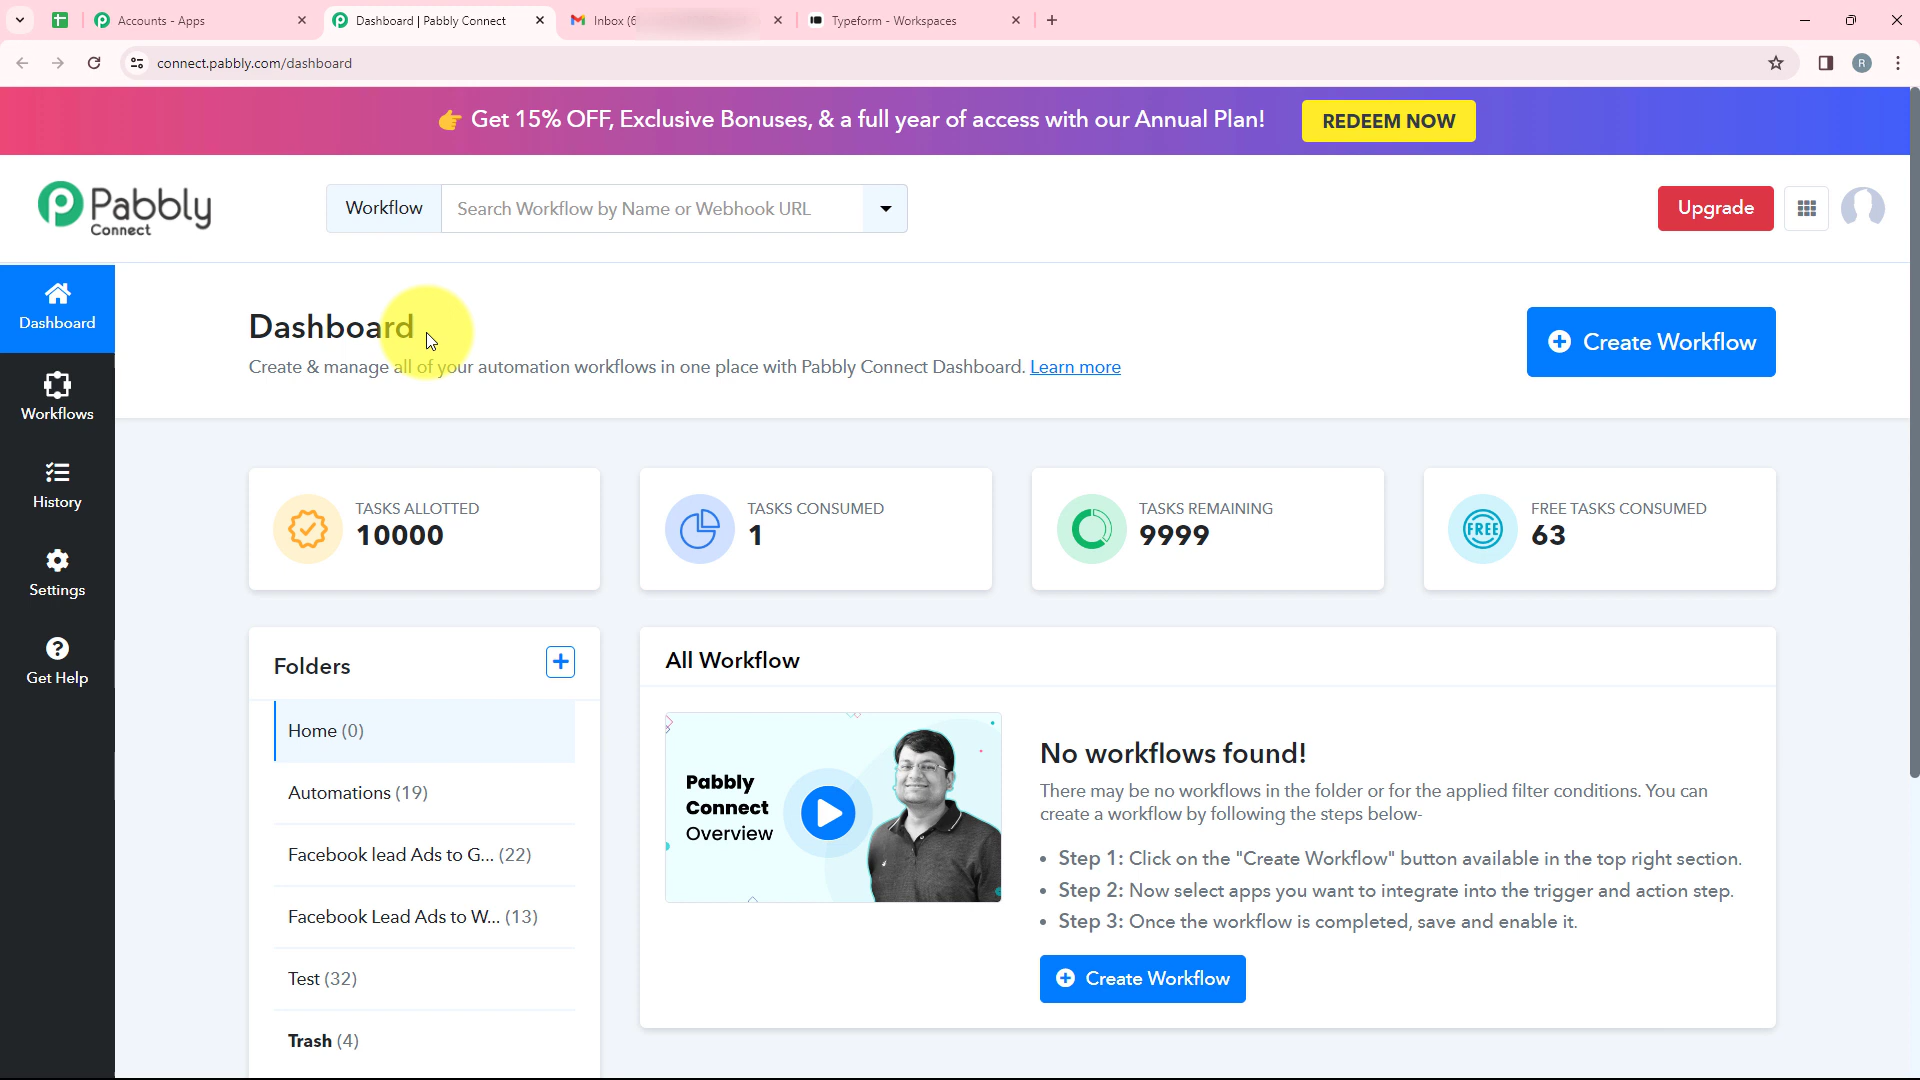 Accounts - Apps
Dashboard | Pabbly Connect
Inbox (6
Typeform - Workspaces
connect.pabbly.com/dashboard
R
👉 Get 15% OFF, Exclusive Bonuses, & a full year of access with our Annual Plan!
REDEEM NOW
Pabbly
Connect
Workflow
Search Workflow by Name or Webhook URL
Upgrade
Dashboard
Workflows
History
Settings
Get Help
Dashboard
Create & manage all of your automation workflows in one place with Pabbly Connect Dashboard. Learn more
Create Workflow
TASKS ALLOTTED
10000
TASKS CONSUMED
1
TASKS REMAINING
9999
FREE
FREE TASKS CONSUMED
63
Folders
Home (0)
Automations (19)
Facebook lead Ads to G... (22)
Facebook Lead Ads to W... (13)
Test (32)
Trash (4)
All Workflow
Pabbly
Connect
Overview
No workflows found!
There may be no workflows in the folder or for the applied filter conditions. You can
create a workflow by following the steps below-
• Step 1: Click on the "Create Workflow" button available in the top right section.
• Step 2: Now select apps you want to integrate into the trigger and action step.
• Step 3: Once the workflow is completed, save and enable it.
Create Workflow